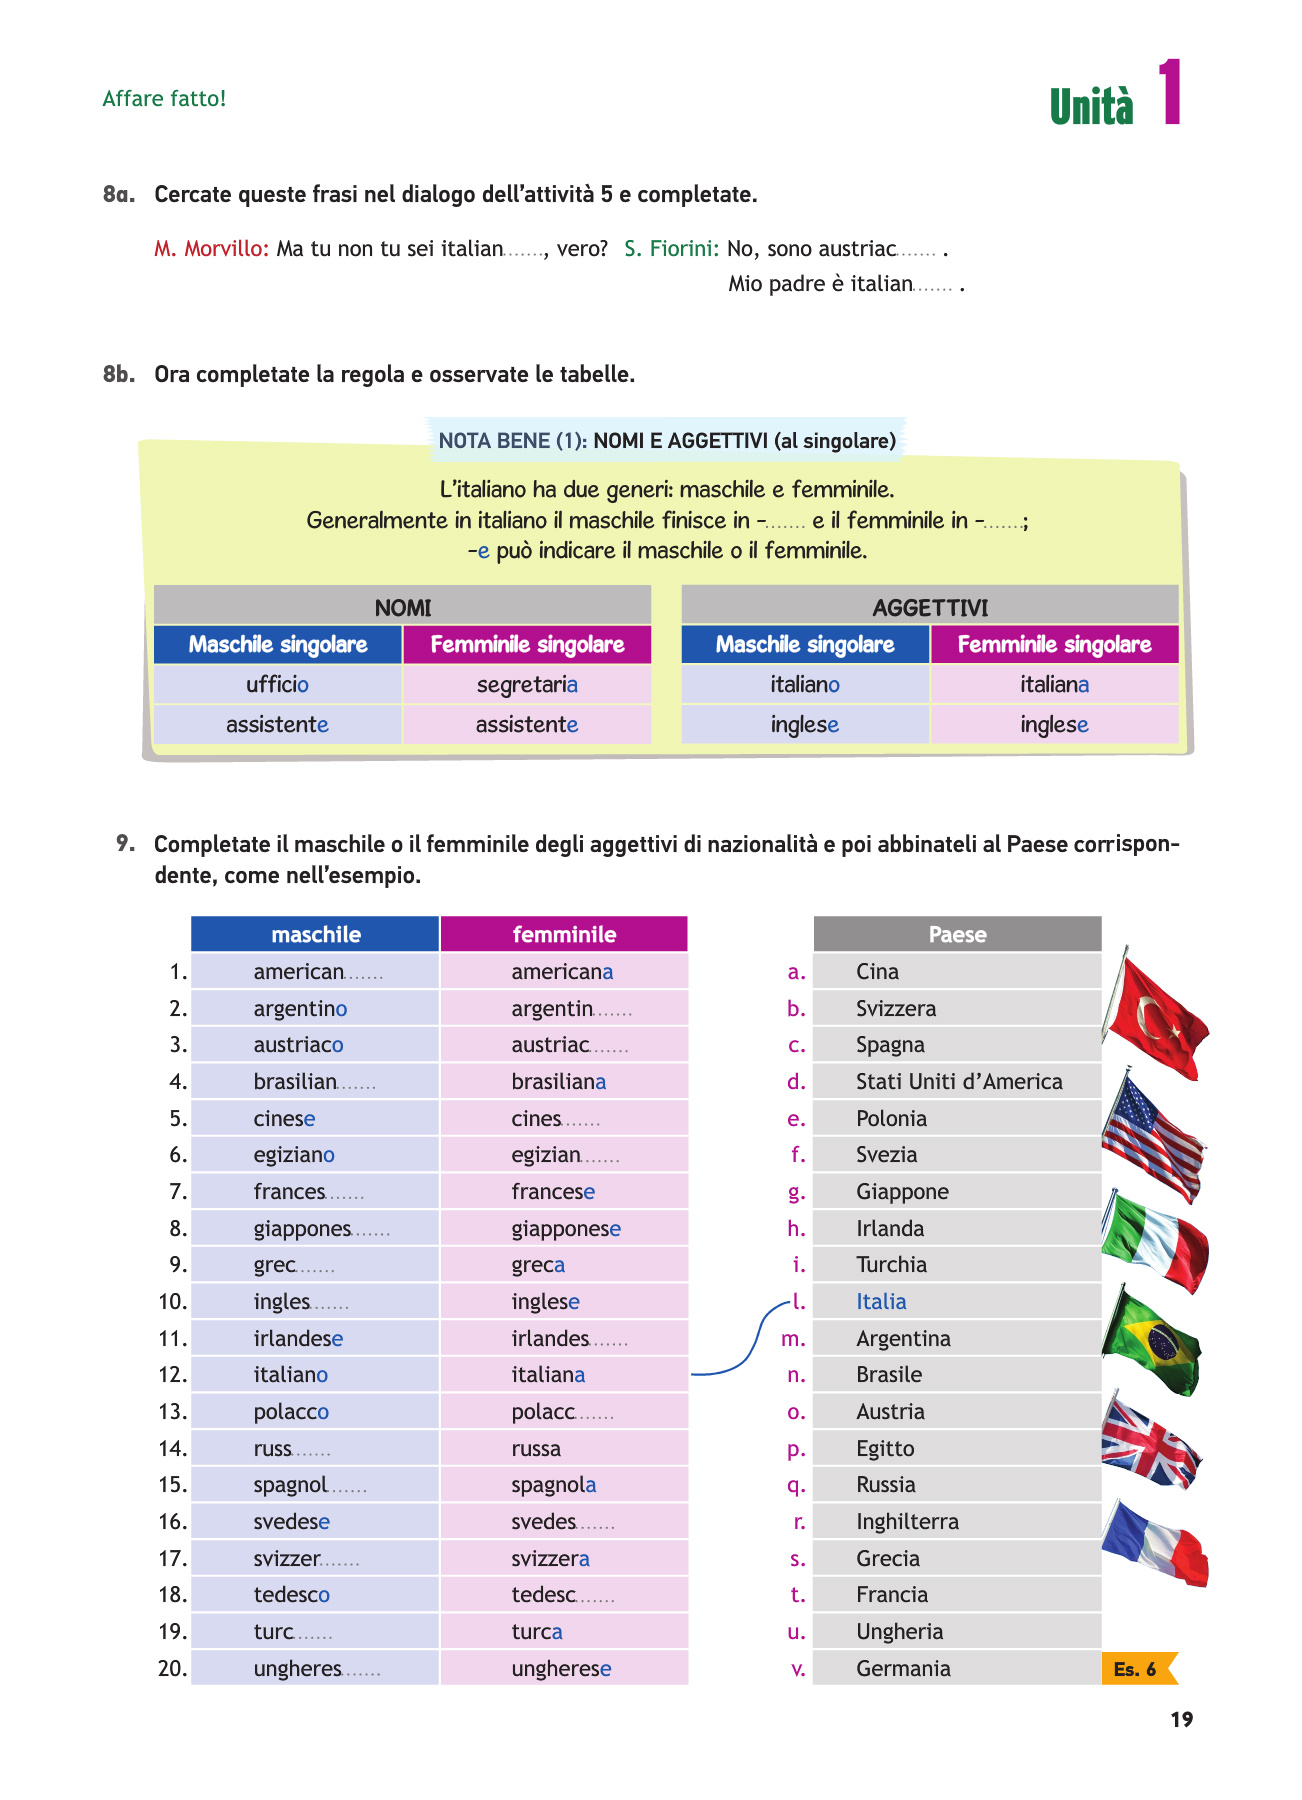 Affare fatto!
Unità 1
8a. Cercate queste frasi nel dialogo dell'attività 5 e completate.
M. Morvillo: Ma tu non tu sei italian......., vero? S. Fiorini: No, sono austriac....... .
Mio padre è italian....... .
8b. Ora completate la regola e osservate le tabelle.
NOTA BENE (1): NOMI E AGGETTIVI (al singolare)
L'italiano ha due generi: maschile e femminile.
Generalmente in italiano il maschile finisce in -....... e il femminile in -.......;
-e può indicare il maschile o il femminile.
NOMI AGGETTIVI
Maschile singolare Femminile singolare Maschile singolare Femminile singolare
ufficio segretaria italiano italiana
assistente assistente inglese inglese
9. Completate il maschile o il femminile degli aggettivi di nazionalità e poi abbinateli al Paese corrispon-
dente, come nell'esempio.
maschile femminile Paese
1. american....... americana a. Cina
2. argentino argentin....... b. Svizzera
3. austriaco austriac....... c. Spagna
4. brasilian....... brasiliana d. Stati Uniti d'America
5. cinese cines....... e. Polonia
6. egiziano egizian....... f. Svezia
7. frances....... francese g. Giappone
8. giappones....... giapponese h. Irlanda
9. grec....... greca i. Turchia
10. ingles....... inglese l. Italia
11. irlandese irlandes....... m. Argentina
12. italiano italiana n. Brasile
13. polacco polacc....... o. Austria
14. russ....... russa p. Egitto
15. spagnol....... spagnola q. Russia
16. svedese svedes....... r. Inghilterra
17. svizzer....... svizzera s. Grecia
18. tedesco tedesc....... t. Francia
19. turc....... turca u. Ungheria
20. ungheres....... ungherese v. Germania
Es. 6
19